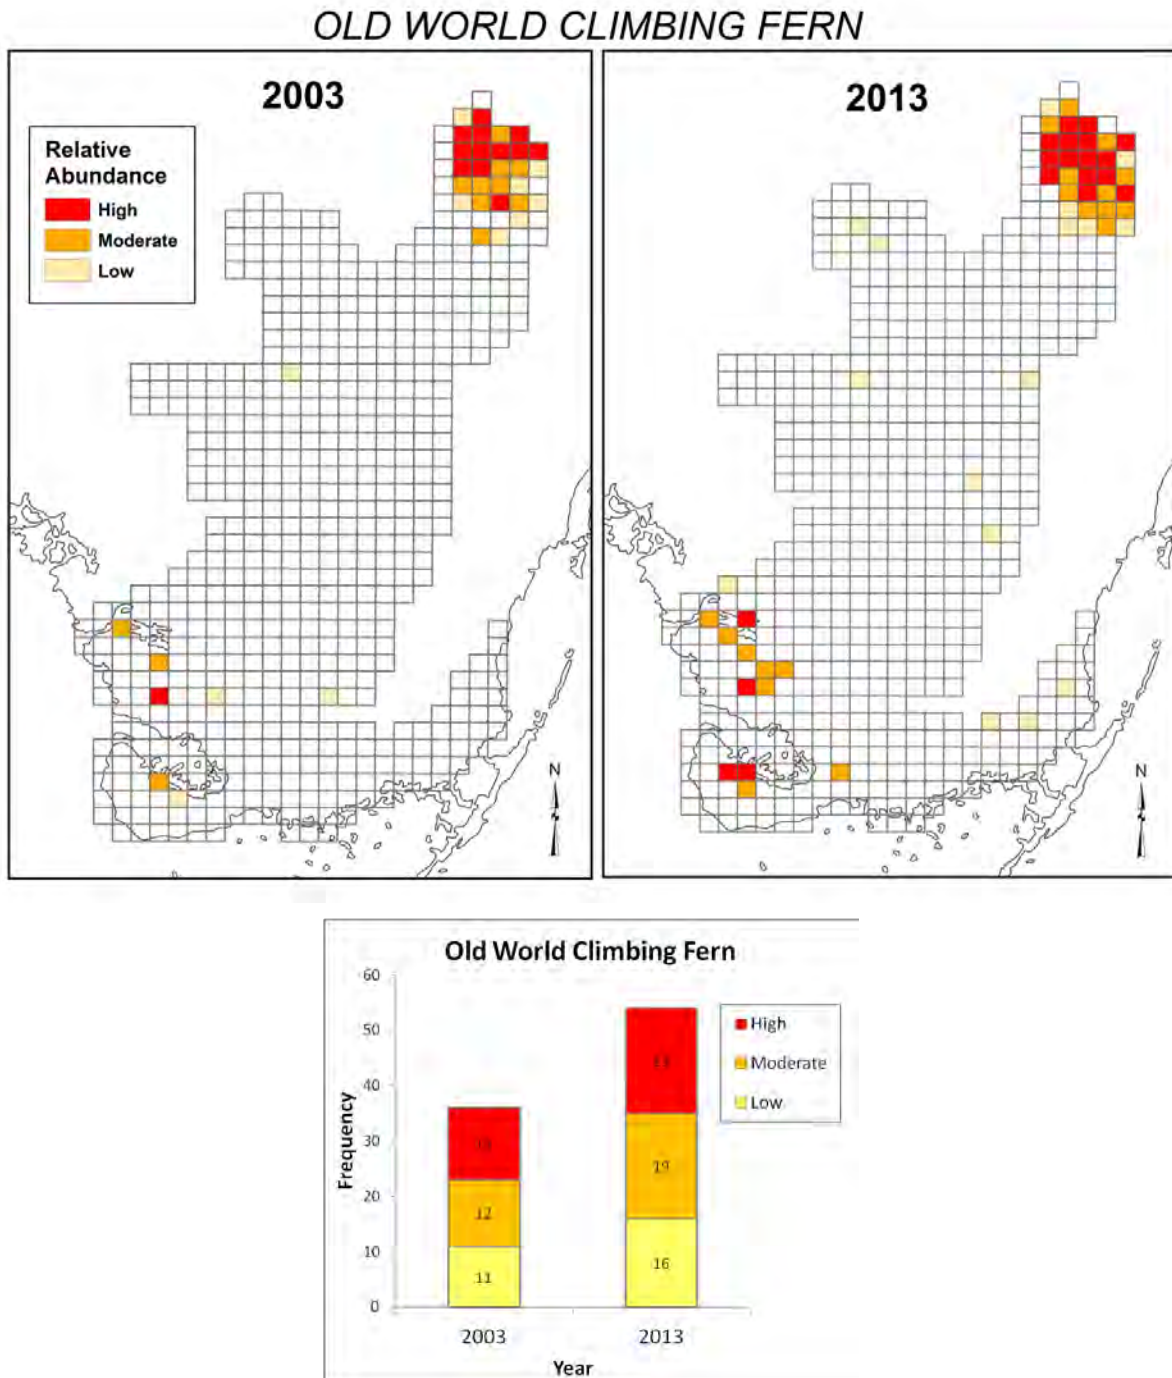 OLD WORLD CLIMBING FERN
2003
2013
Relative
Abundance
High
Moderate
Low
N
N
Old World Climbing Fern
60
50
40
30
20
10
0
Frequency
High
Moderate
Low
12
19
11
16
2003
2013
Year